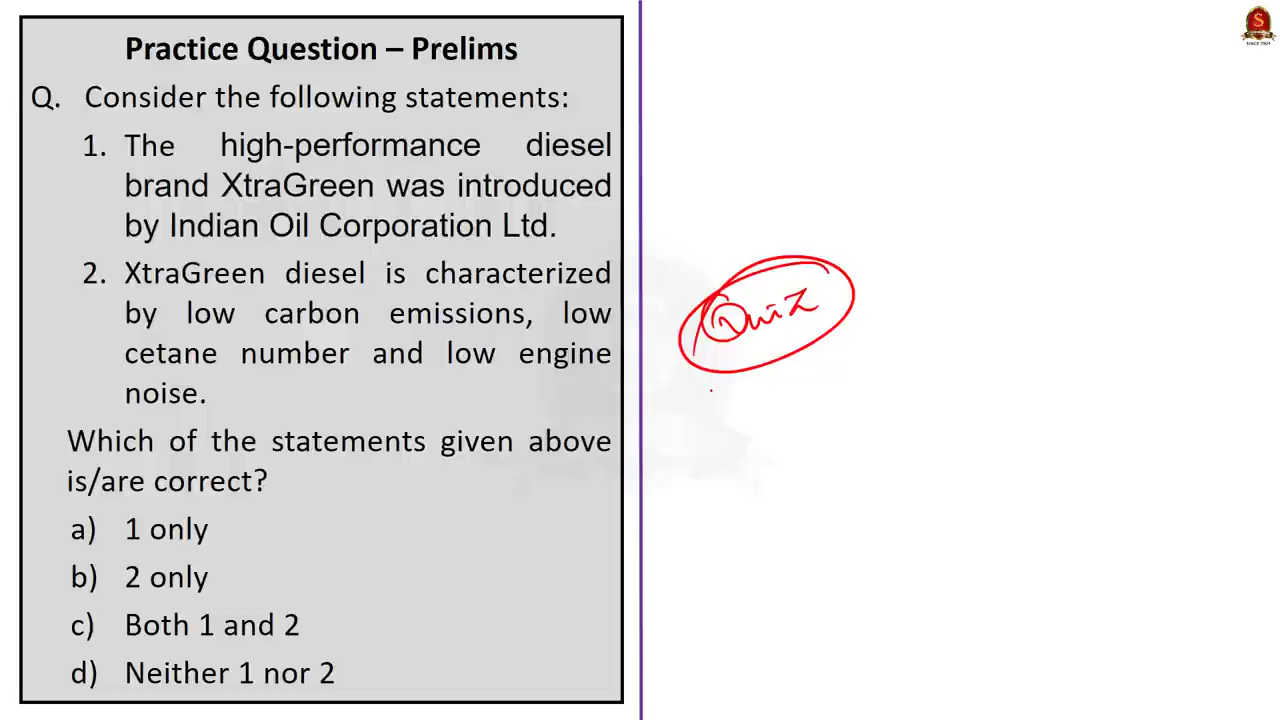 Practice Question – Prelims
Q. Consider the following statements:
1. The high-performance diesel
brand XtraGreen was introduced
by Indian Oil Corporation Ltd.
2. XtraGreen diesel is characterized
by low carbon emissions, low
cetane number and low engine
noise.
Which of the statements given above
is/are correct?
a) 1 only
b) 2 only
c) Both 1 and 2
d) Neither 1 nor 2
Quiz
S
SINCE 2004